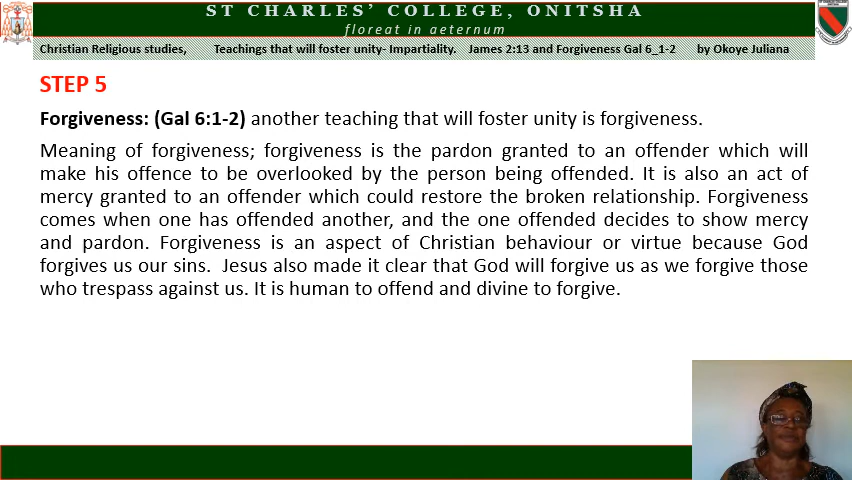 ST CHARLES’ COLLEGE, ONITSHA
floreat in aeternum
Christian Religious studies, Teachings that will foster unity- Impartiality. James 2:13 and Forgiveness Gal 6_1-2 by Okoye Juliana
STEP 5
Forgiveness: (Gal 6:1-2) another teaching that will foster unity is forgiveness.
Meaning of forgiveness; forgiveness is the pardon granted to an offender which will
make his offence to be overlooked by the person being offended. It is also an act of
mercy granted to an offender which could restore the broken relationship. Forgiveness
comes when one has offended another, and the one offended decides to show mercy
and pardon. Forgiveness is an aspect of Christian behaviour or virtue because God
forgives us our sins. Jesus also made it clear that God will forgive us as we forgive those
who trespass against us. It is human to offend and divine to forgive.